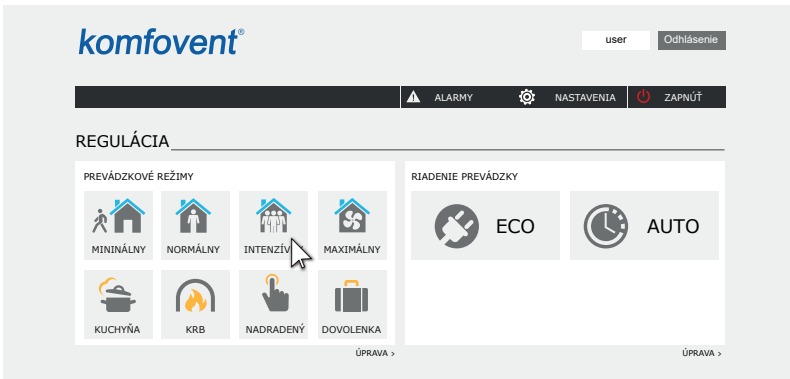 komfovent®
user
Odhlásenie
ALARMY
NASTAVENIA
ZAPNÚŤ
REGULÁCIA
PREVÁDZKOVÉ REŽIMY
MININÁLNY
NORMÁLNY
INTENZÍV
MAXIMÁLNY
KUCHYŇA
KRB
NADRADENÝ
DOVOLENKA
ÚPRAVA >
RIADENIE PREVÁDZKY
ECO
AUTO
ÚPRAVA >